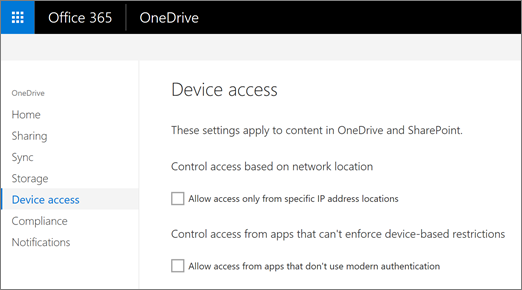 Office 365 OneDrive
OneDrive
Home
Sharing
Sync
Storage
Device access
Compliance
Notifications
Device access
These settings apply to content in OneDrive and SharePoint.
Control access based on network location
Allow access only from specific IP address locations
Control access from apps that can't enforce device-based restrictions
Allow access from apps that don't use modern authentication